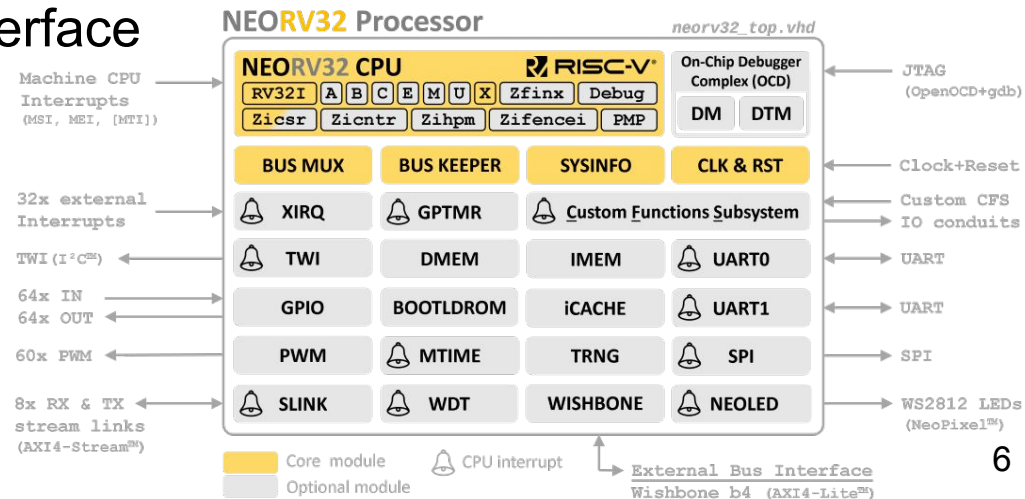 erface
NEORV32 Processor
neorv32_top.vhd
NEORV32 CPU
RISC-V®
RV32I A B C E M U X Zfinx Debug
Zicsr Zicntr Zihpm Zifencei PMP
On-Chip Debugger
Complex (OCD)
DM DTM
Machine CPU
Interrupts
(MSI, MEI, [MTI])
JTAG
(OpenOCD+gdb)
BUS MUX BUS KEEPER SYSINFO CLK & RST
Clock+Reset
32x external
Interrupts
XIRQ GPTMR Custom Functions Subsystem
Custom CFS
IO conduits
TWI(I²C™)
TWI DMEM IMEM UART0
UART
64x IN
64x OUT
GPIO BOOTLDROM iCACHE UART1
UART
60x PWM
PWM MTIME TRNG SPI
SPI
8x RX & TX
stream links
(AXI4-Stream™)
SLINK WDT WISHBONE NEOLED
WS2812 LEDs
(NeoPixel™)
Core module
Optional module
CPU interrupt
External Bus Interface
Wishbone b4 (AXI4-Lite™)
6